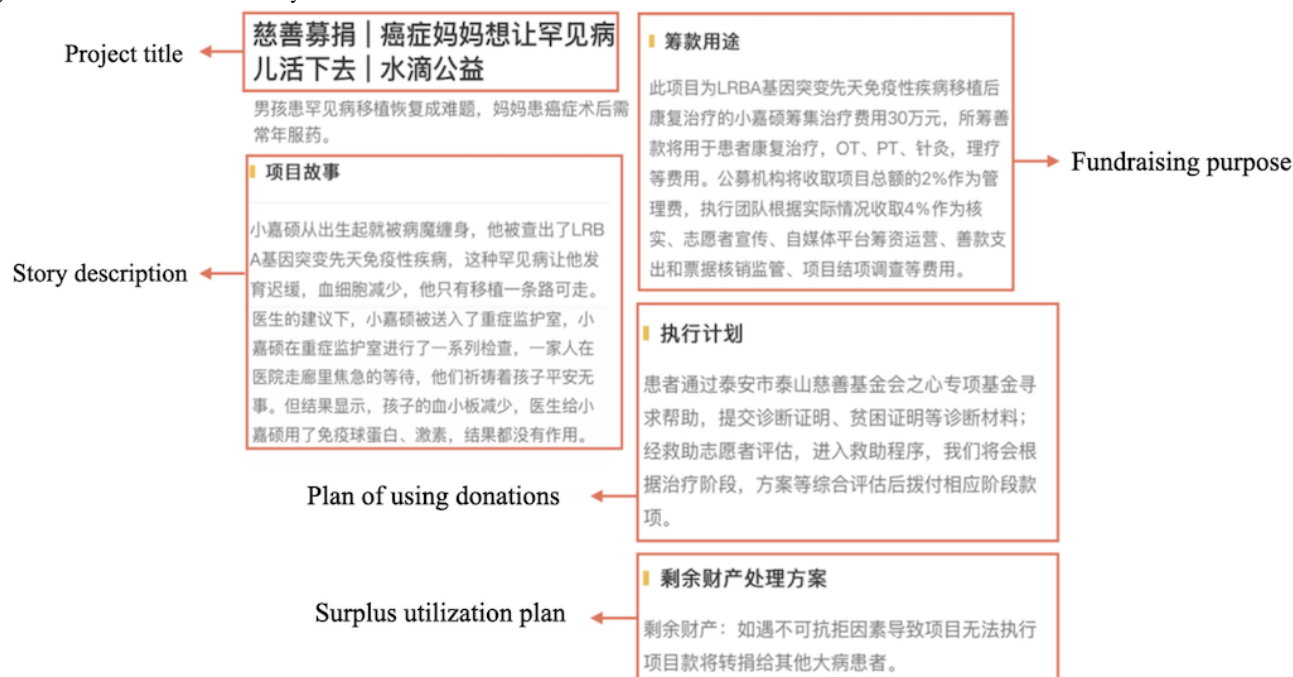 Project title
慈善募捐 | 癌症妈妈想让罕见病
儿活下去 | 水滴公益
男孩患罕见病移植恢复成难题，妈妈患癌症术后需
常年服药。
Story description
项目故事
小嘉硕从出生起就被病魔缠身，他被查出了LRB
A基因突变先天免疫性疾病，这种罕见病让他发
育迟缓，血细胞减少，他只有移植一条路可走。
医生的建议下，小嘉硕被送入了重症监护室，小
嘉硕在重症监护室进行了一系列检查，一家人在
医院走廊里焦急的等待，他们祈祷着孩子平安无
事。但结果显示，孩子的血小板减少，医生给小
嘉硕用了免疫球蛋白、激素，结果都没有作用。
筹款用途
此项目为LRBA基因突变先天免疫性疾病移植后
康复治疗的小嘉硕筹集治疗费用30万元，所筹善
款将用于患者康复治疗，OT、PT、针灸，理疗
等费用。公募机构将收取项目总额的2%作为管
理费，执行团队根据实际情况收取4%作为核
实、志愿者宣传、自媒体平台筹资运营、善款支
出和票据核销监管、项目结项调查等费用。
Fundraising purpose
Plan of using donations
执行计划
患者通过泰安市泰山慈善基金会之心专项基金寻
求帮助，提交诊断证明、贫困证明等诊断材料；
经救助志愿者评估，进入救助程序，我们将会根
据治疗阶段，方案等综合评估后拨付相应阶段款
项。
Surplus utilization plan
剩余财产处理方案
剩余财产：如遇不可抗拒因素导致项目无法执行
项目款将转捐给其他大病患者。